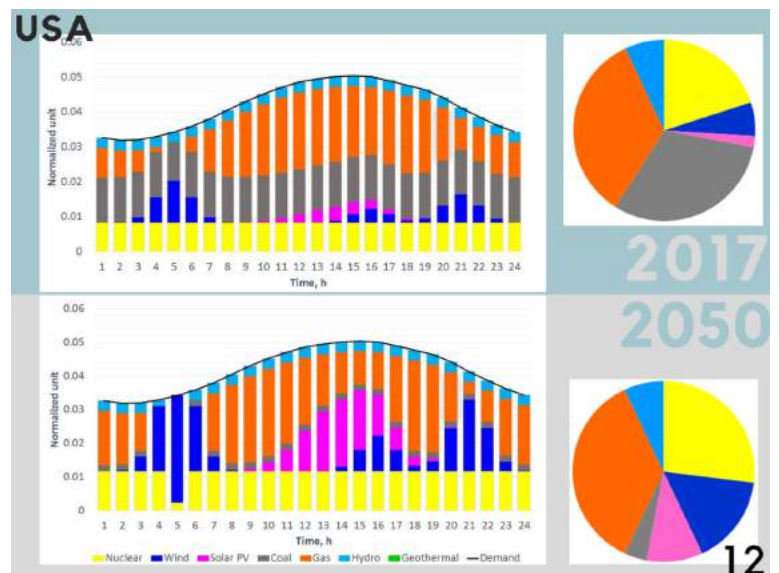 USA
0.06
0.05
0.04
0.03
0.02
0.01
0
Normalized unit
1 2 3 4 5 6 7 8 9 10 11 12 13 14 15 16 17 18 19 20 21 22 23 24
Time, h
2017
2050
0.06
0.05
0.04
0.03
0.02
0.01
0
Normalized unit
1 2 3 4 5 6 7 8 9 10 11 12 13 14 15 16 17 18 19 20 21 22 23 24
Time, h
Nuclear Wind Solar PV Coal Gas Hydro Geothermal Demand
12